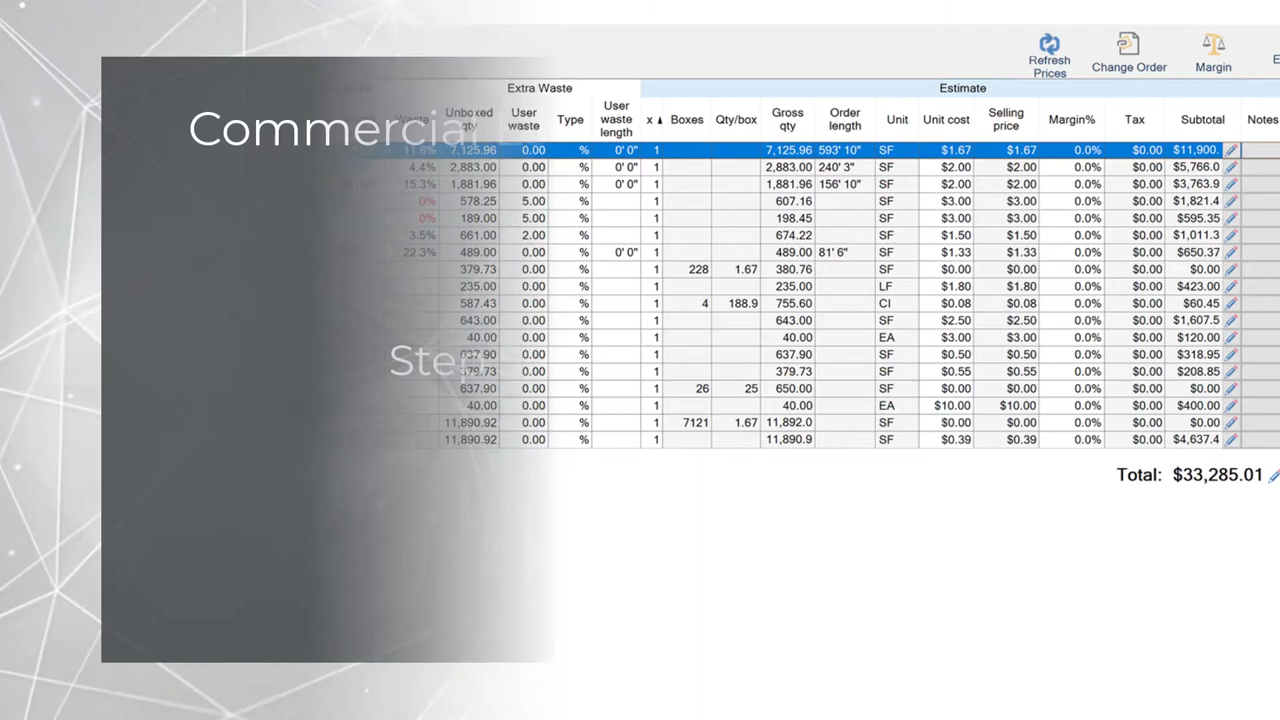 Refresh Prices Change Order Margin
Extra Waste Estimate
Commercial
Waste Unboxed qty User waste Type User waste length x ▲ Boxes Qty/box Gross qty Order length Unit Unit cost Selling price Margin% Tax Subtotal Notes
11.8% 7,125.96 0.00 % 0' 0" 1 7,125.96 593' 10" SF $1.67 $1.67 0.0% $0.00 $11,900.
4.4% 2,883.00 0.00 % 0' 0" 1 2,883.00 240' 3" SF $2.00 $2.00 0.0% $0.00 $5,766.0
15.3% 1,881.96 0.00 % 0' 0" 1 1,881.96 156' 10" SF $2.00 $2.00 0.0% $0.00 $3,763.9
0% 578.25 5.00 % 1 607.16 SF $3.00 $3.00 0.0% $0.00 $1,821.4
0% 189.00 5.00 % 1 198.45 SF $3.00 $3.00 0.0% $0.00 $595.35
3.5% 661.00 2.00 % 1 674.22 SF $1.50 $1.50 0.0% $0.00 $1,011.3
22.3% 489.00 0.00 % 0' 0" 1 489.00 81' 6" SF $1.33 $1.33 0.0% $0.00 $650.37
379.73 0.00 % 1 228 1.67 380.76 SF $0.00 $0.00 0.0% $0.00 $0.00
235.00 0.00 % 1 235.00 LF $1.80 $1.80 0.0% $0.00 $423.00
587.43 0.00 % 1 4 188.9 755.60 CI $0.08 $0.08 0.0% $0.00 $60.45
643.00 0.00 % 1 643.00 SF $2.50 $2.50 0.0% $0.00 $1,607.5
40.00 0.00 % 1 40.00 EA $3.00 $3.00 0.0% $0.00 $120.00
Step
637.90 0.00 % 1 637.90 SF $0.50 $0.50 0.0% $0.00 $318.95
379.73 0.00 % 1 379.73 SF $0.55 $0.55 0.0% $0.00 $208.85
637.90 0.00 % 1 26 25 650.00 SF $0.00 $0.00 0.0% $0.00 $0.00
40.00 0.00 % 1 40.00 EA $10.00 $10.00 0.0% $0.00 $400.00
11,890.92 0.00 % 1 7121 1.67 11,892.0 SF $0.00 $0.00 0.0% $0.00 $0.00
11,890.92 0.00 % 1 11,890.9 SF $0.39 $0.39 0.0% $0.00 $4,637.4
Total: $33,285.01